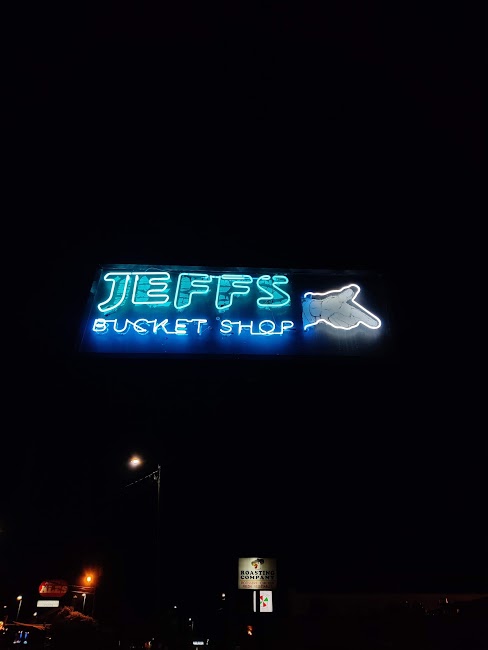 JEFFS
BUCKET SHOP
ROASTING
COMPANY